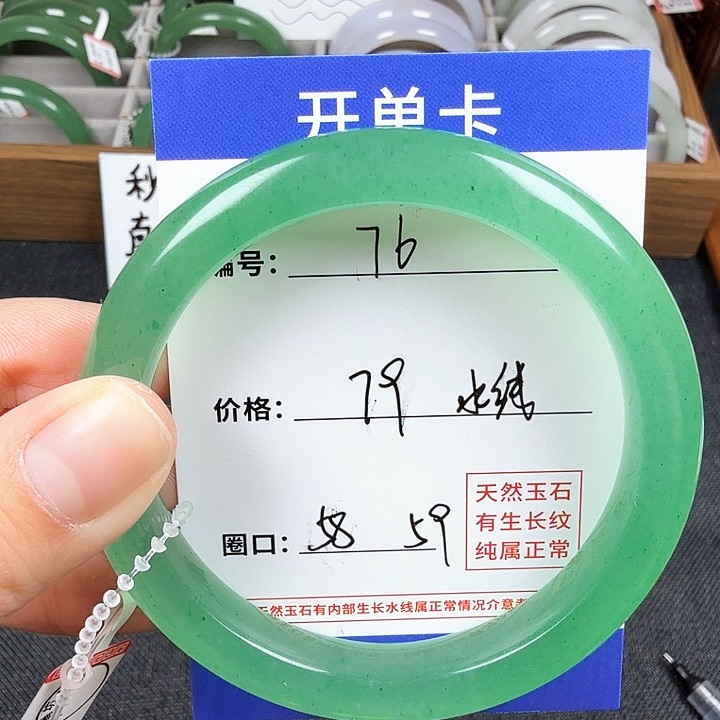 开单卡
秒
编号： 76
价格： 79 水线
圈口： 58 59
天然玉石
有生长纹
纯属正常
天然玉石有内部生长水线属正常情况介意